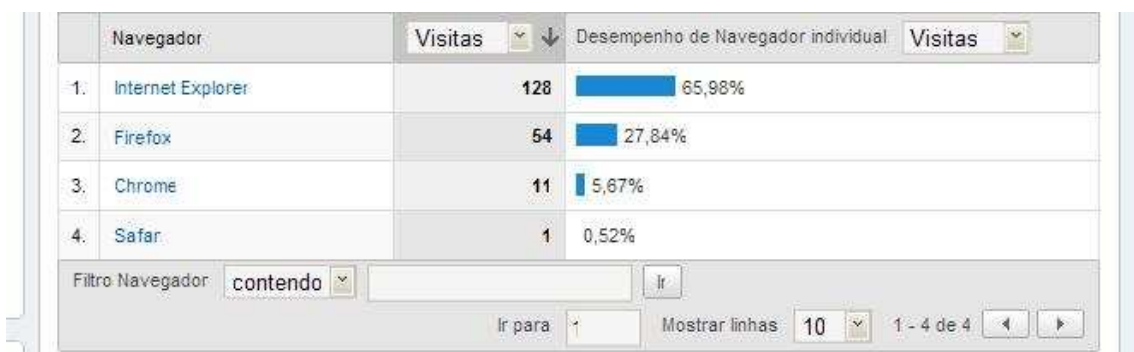 Navegador Visitas Desempenho de Navegador individual Visitas
1. Internet Explorer 128 65,98%
2. Firefox 54 27,84%
3. Chrome 11 5,67%
4. Safar 1 0,52%
Filtro Navegador contendo Ir
Ir para 1 Mostrar linhas 10 1 - 4 de 4